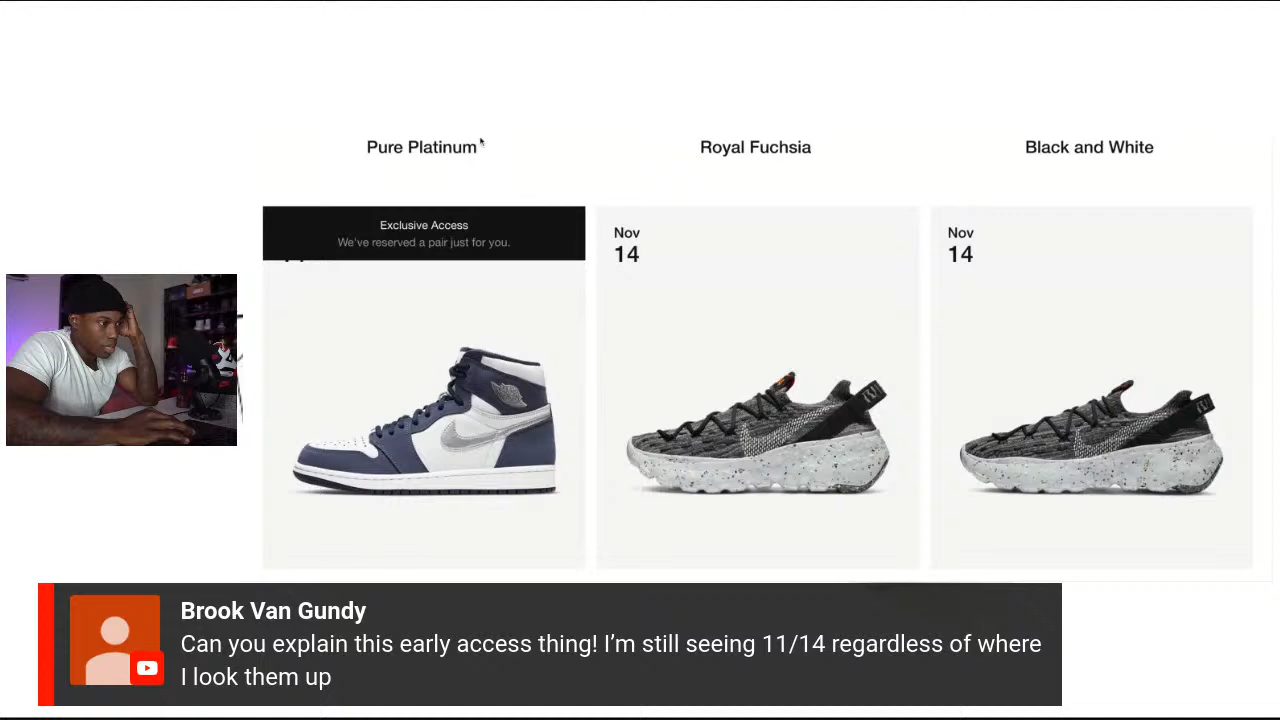 Pure Platinum
Royal Fuchsia
Black and White
Exclusive Access
We've reserved a pair just for you.
Nov
14
Nov
14
Brook Van Gundy
Can you explain this early access thing! I’m still seeing 11/14 regardless of where
I look them up